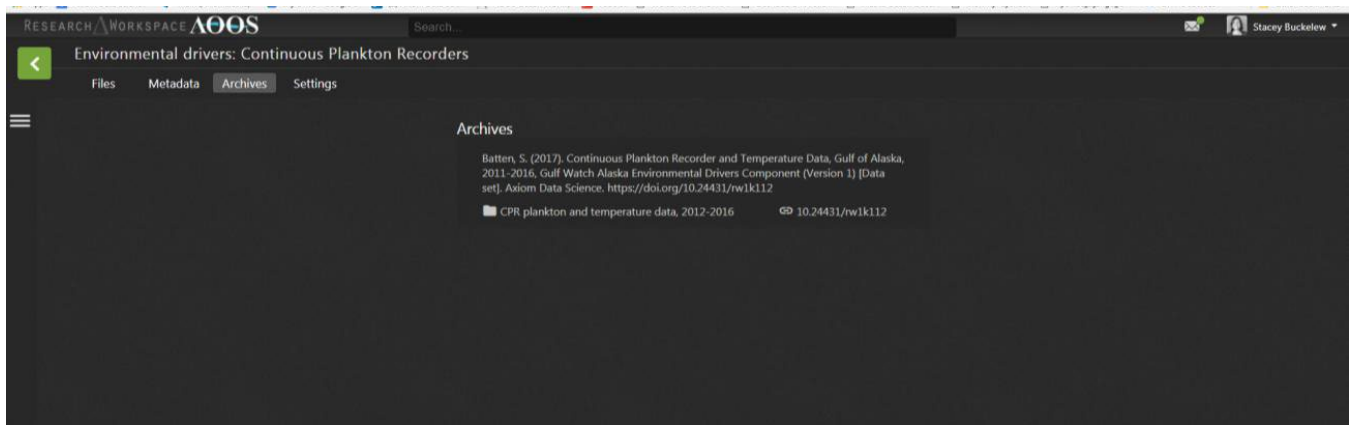 RESEARCH WORKSPACE AOOS
Search...
Stacey Buckelew
Environmental drivers: Continuous Plankton Recorders
Files Metadata Archives Settings
Archives
Batten, S. (2017). Continuous Plankton Recorder and Temperature Data, Gulf of Alaska,
2011-2016, Gulf Watch Alaska Environmental Drivers Component (Version 1) [Data
set]. Axiom Data Science. https://doi.org/10.24431/rw1k112
CPR plankton and temperature data, 2012-2016 10.24431/rw1k112